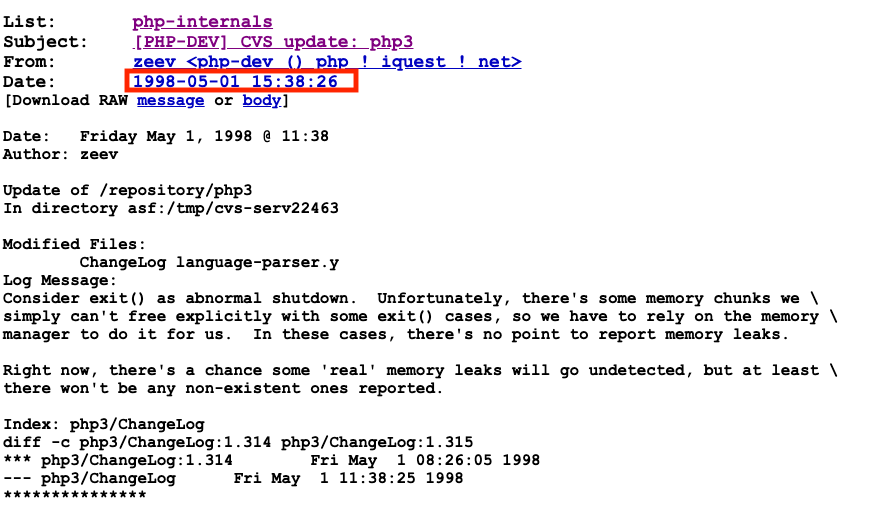 List: php-internals
Subject: [PHP-DEV] CVS update: php3
From: zeev <php-dev () php ! iquest ! net>
Date: 1998-05-01 15:38:26
[Download RAW message or body]
Date: Friday May 1, 1998 @ 11:38
Author: zeev
Update of /repository/php3
In directory asf:/tmp/cvs-serv22463
Modified Files:
ChangeLog language-parser.y
Log Message:
Consider exit() as abnormal shutdown. Unfortunately, there's some memory chunks we \
simply can't free explicitly with some exit() cases, so we have to rely on the memory \
manager to do it for us. In these cases, there's no point to report memory leaks.
Right now, there's a chance some 'real' memory leaks will go undetected, but at least \
there won't be any non-existent ones reported.
Index: php3/ChangeLog
diff -c php3/ChangeLog:1.314 php3/ChangeLog:1.315
*** php3/ChangeLog:1.314 Fri May 1 08:26:05 1998
--- php3/ChangeLog Fri May 1 11:38:25 1998
***************